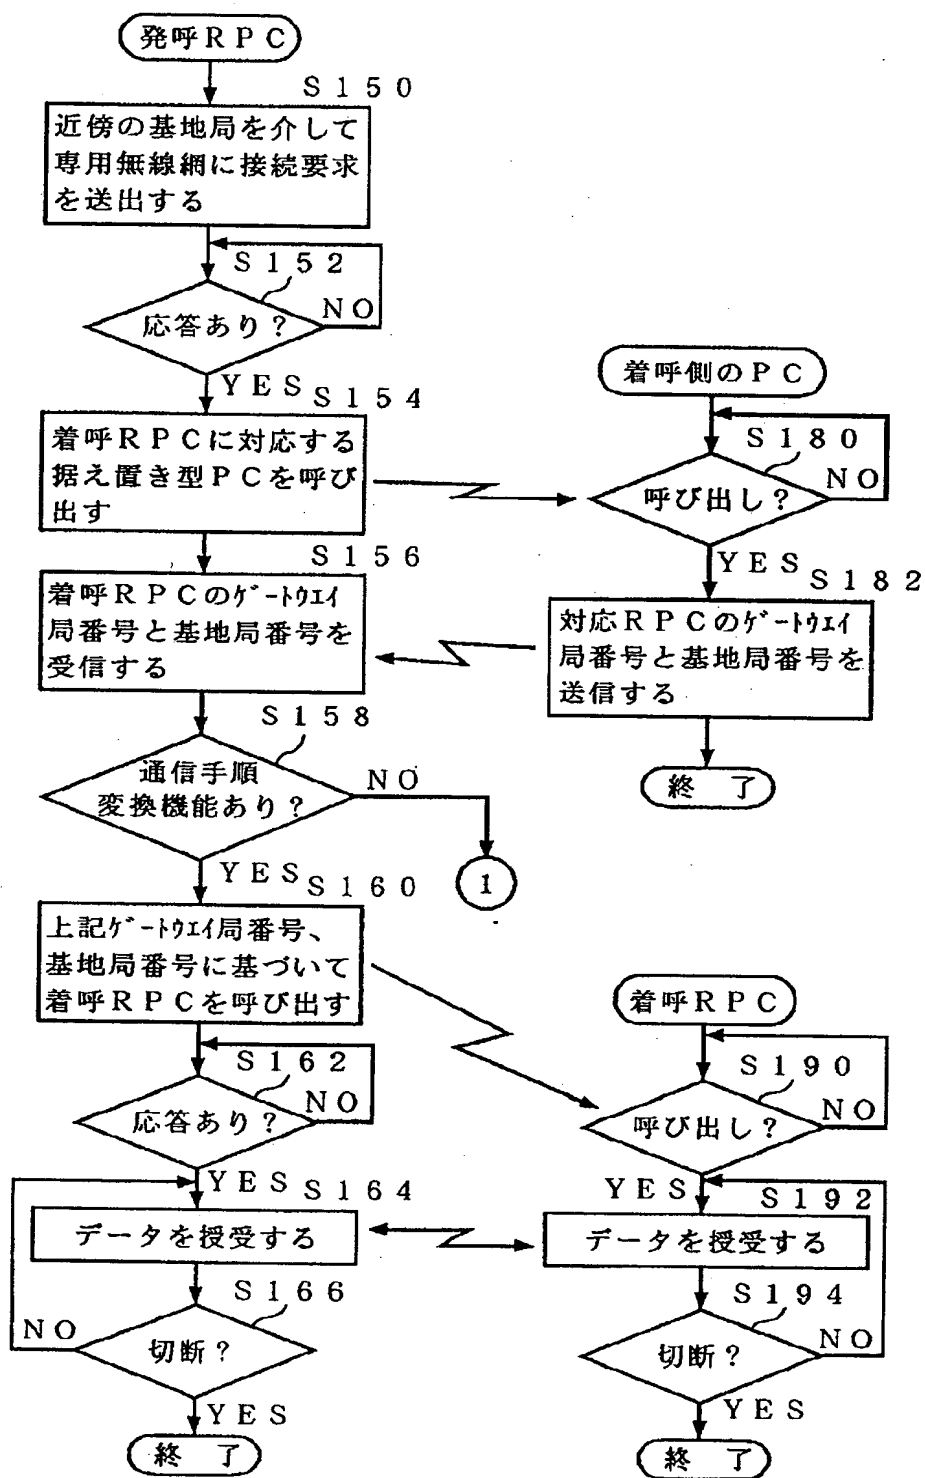 発呼RPC
S150
近傍の基地局を介して
専用無線網に接続要求
を送出する
S152
応答あり?
NO
YES
S154
着呼RPCに対応する
据え置き型PCを呼び
出す
S156
着呼RPCのｹﾞｰﾄｳｴｲ
局番号と基地局番号を
受信する
S158
通信手順
変換機能あり?
NO
1
YES
S160
上記ｹﾞｰﾄｳｴｲ局番号、
基地局番号に基づいて
着呼RPCを呼び出す
S162
応答あり?
NO
YES
S164
データを授受する
S166
切断?
NO
YES
終 了
着呼側のPC
S180
呼び出し?
NO
YES
S182
対応RPCのｹﾞｰﾄｳｴｲ
局番号と基地局番号を
送信する
終 了
着呼RPC
S190
呼び出し?
NO
YES
S192
データを授受する
S194
切断?
NO
YES
終 了